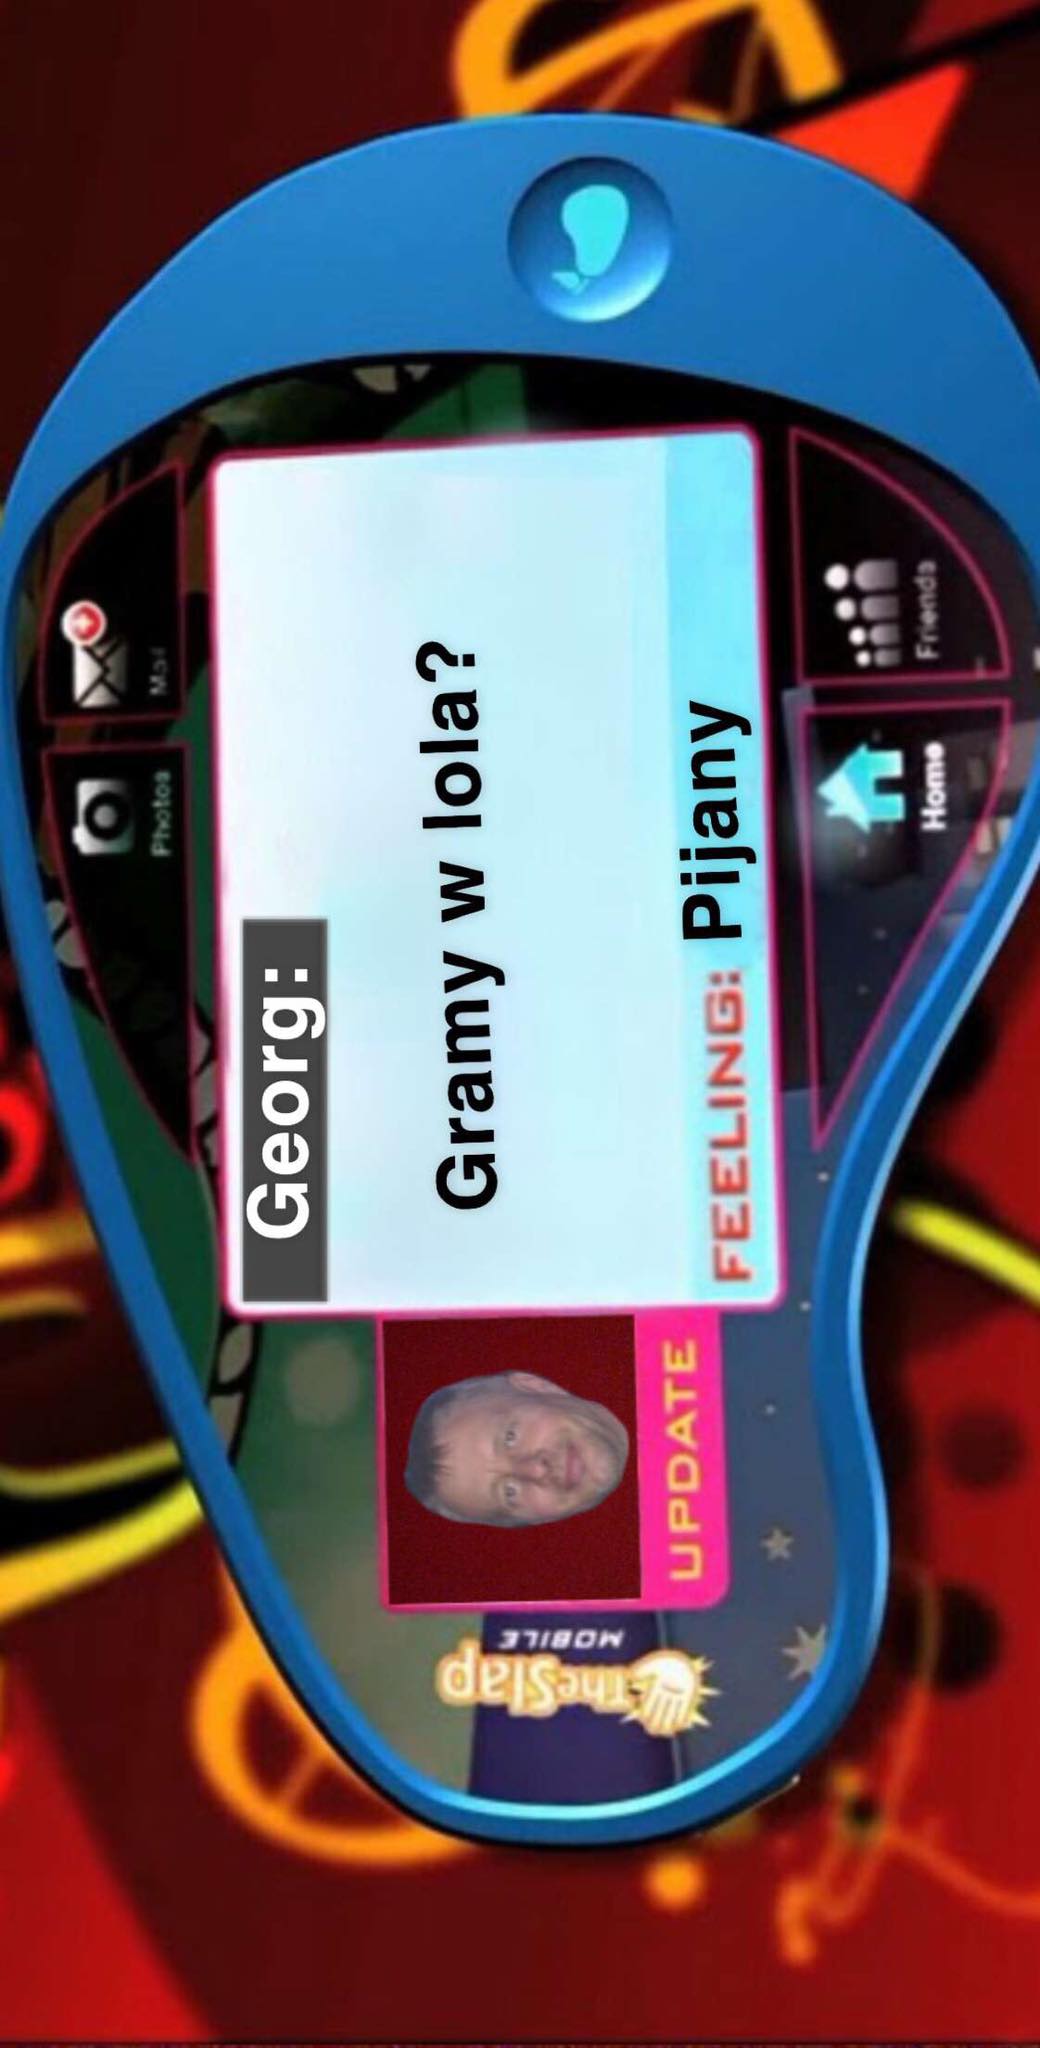 Photos
Mail
Georg:
Gramy w lola?
TheSlap
MOBILE
UPDATE
FEELING: Pijany
Home
Friends